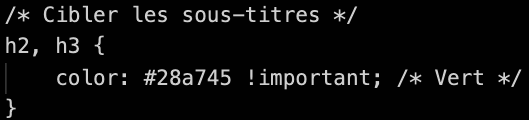 /* Cibler les sous-titres */
h2, h3 {
    color: #28a745 !important; /* Vert */
}